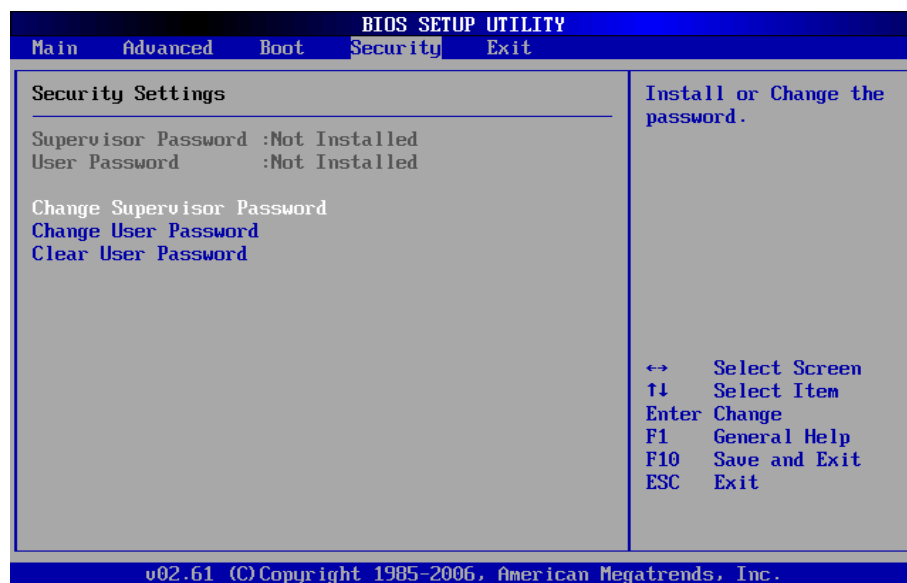 BIOS SETUP UTILITY
Main Advanced Boot Security Exit
Security Settings
Supervisor Password :Not Installed
User Password :Not Installed
Change Supervisor Password
Change User Password
Clear User Password
Install or Change the
password.
↔ Select Screen
↑↓ Select Item
Enter Change
F1 General Help
F10 Save and Exit
ESC Exit
v02.61 (C)Copyright 1985-2006, American Megatrends, Inc.